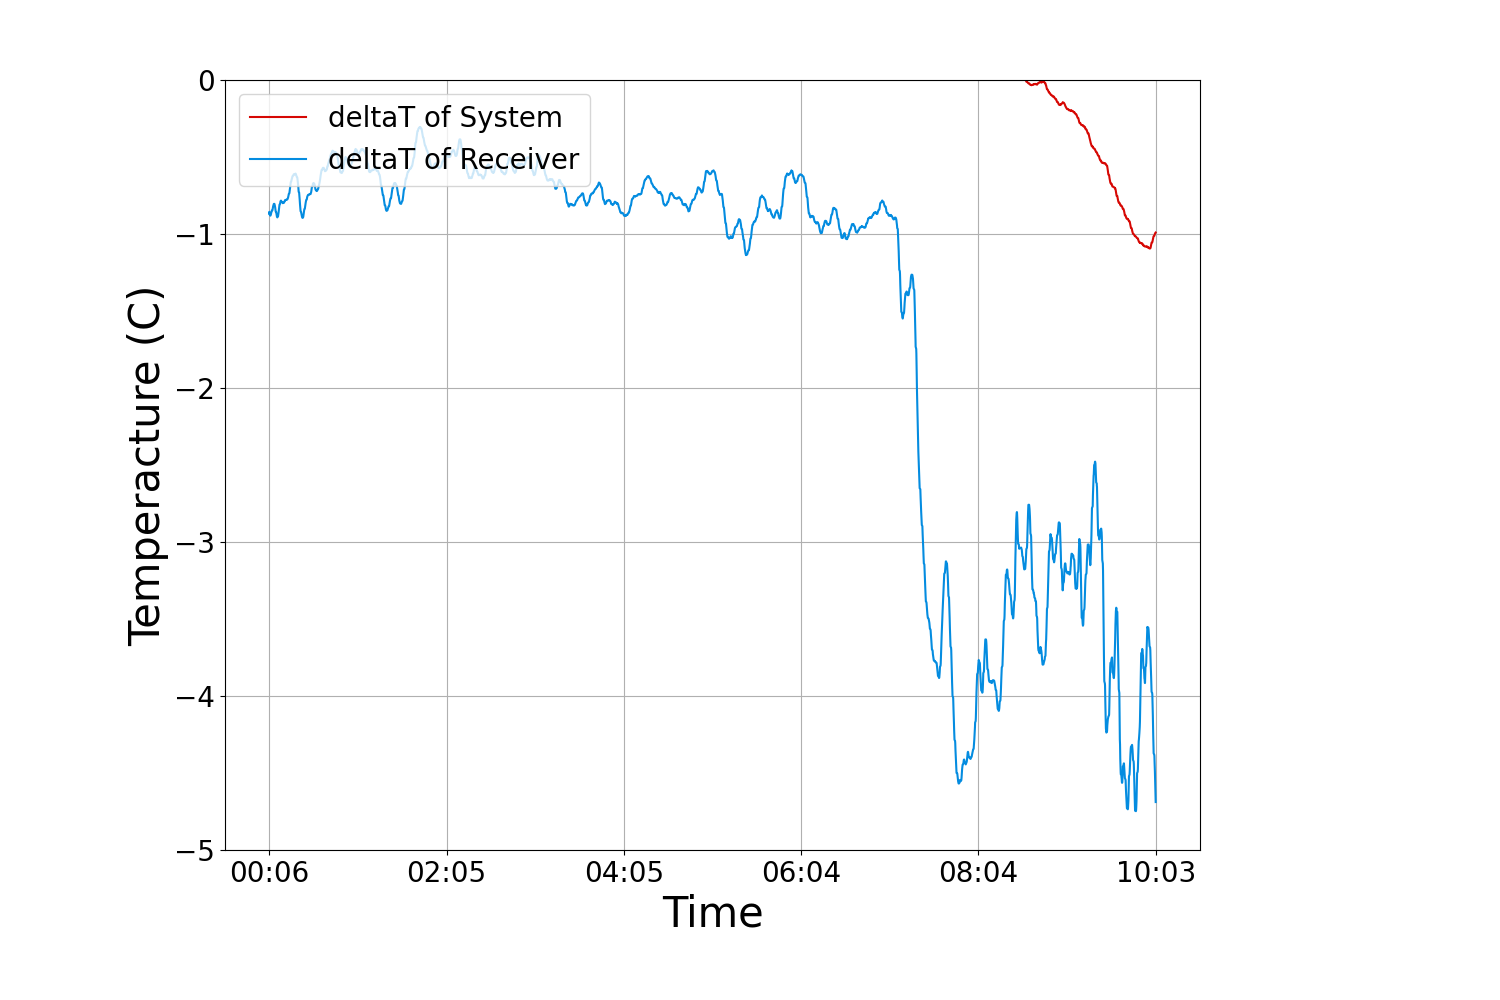 deltaT of System
deltaT of Receiver
Temperacture (C)
0
−1
−2
−3
−4
−5
00:06 02:05 04:05 06:04 08:04 10:03
Time